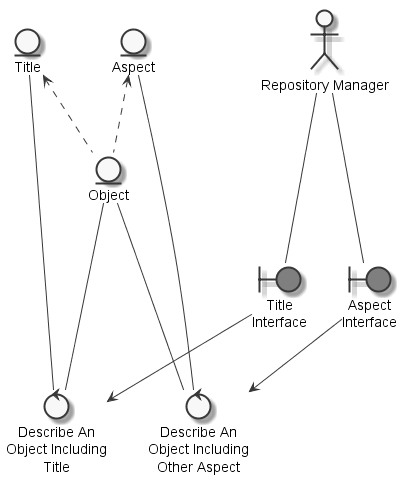 Title
Aspect
Repository Manager
Object
Title
Interface
Aspect
Interface
Describe An
Object Including
Title
Describe An
Object Including
Other Aspect